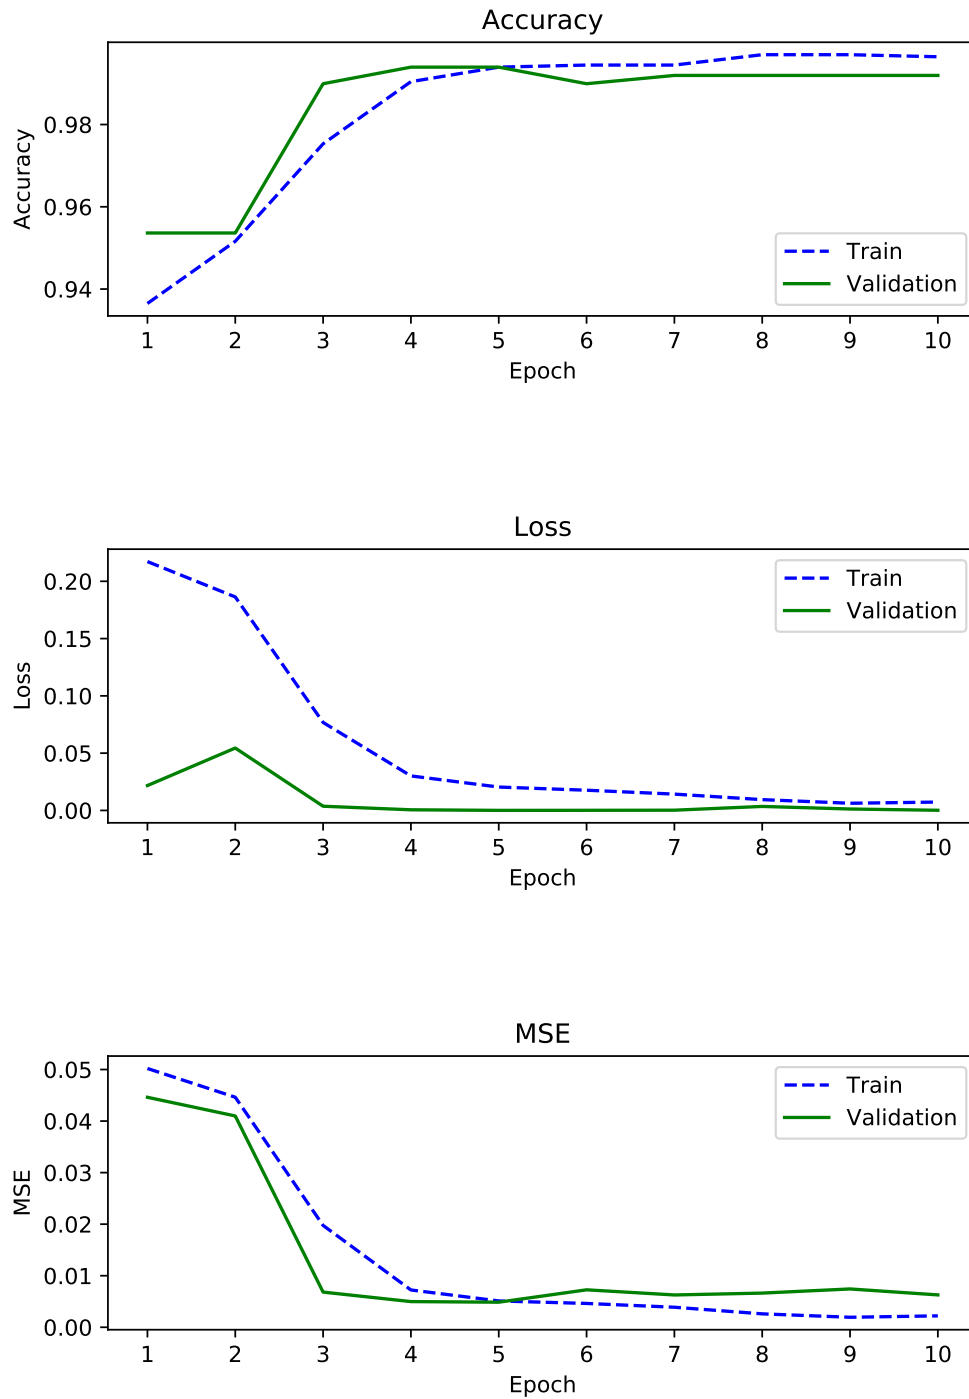 Accuracy
Accuracy
0.98
0.96
0.94
Train
Validation
1 2 3 4 5 6 7 8 9 10
Epoch
Loss
Loss
0.20
0.15
0.10
0.05
0.00
Train
Validation
1 2 3 4 5 6 7 8 9 10
Epoch
MSE
MSE
0.05
0.04
0.03
0.02
0.01
0.00
Train
Validation
1 2 3 4 5 6 7 8 9 10
Epoch